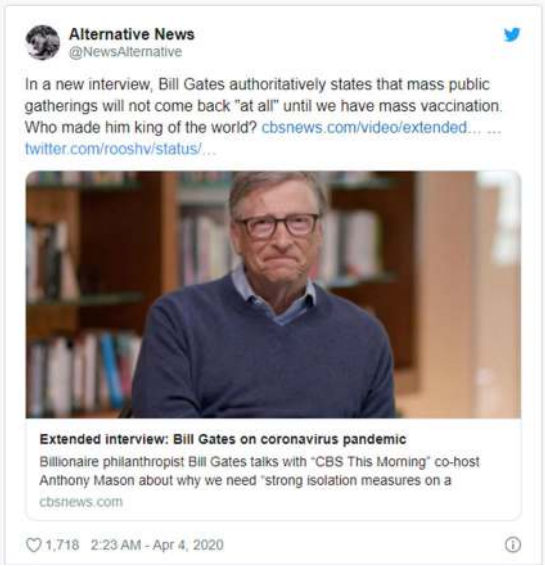 Alternative News
@NewsAlternative
In a new interview, Bill Gates authoritatively states that mass public
gatherings will not come back "at all" until we have mass vaccination.
Who made him king of the world? cbsnews.com/video/extended... ...
twitter.com/rooshv/status/...
Extended interview: Bill Gates on coronavirus pandemic
Billionaire philanthropist Bill Gates talks with "CBS This Morning" co-host
Anthony Mason about why we need "strong isolation measures on a
cbsnews.com
1,718 2:23 AM - Apr 4, 2020